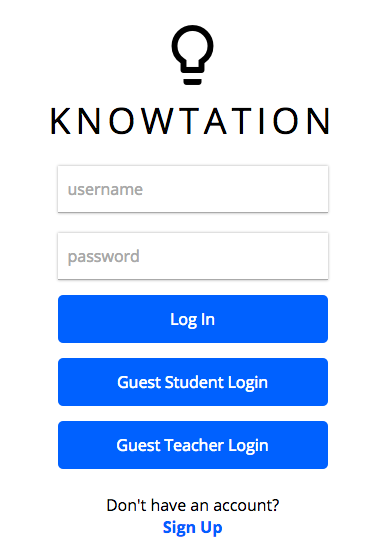 KNOWTATION
username
password
Log In
Guest Student Login
Guest Teacher Login
Don't have an account?
Sign Up